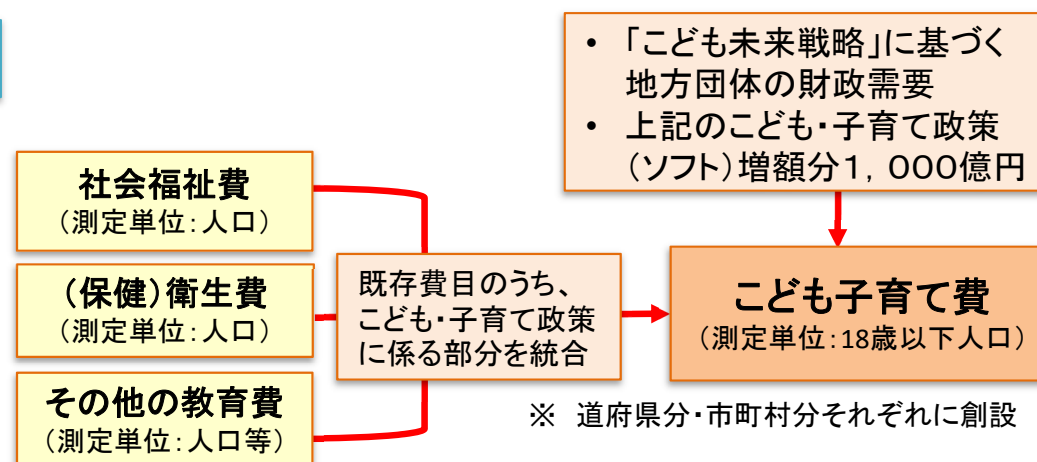 • 「こども未来戦略」に基づく
地方団体の財政需要
• 上記のこども・子育て政策
（ソフト）増額分１，０００億円
社会福祉費
（測定単位：人口）
（保健）衛生費
（測定単位：人口）
その他の教育費
（測定単位：人口等）
既存費目のうち、
こども・子育て政策
に係る部分を統合
こども子育て費
（測定単位：18歳以下人口）
※ 道府県分・市町村分それぞれに創設